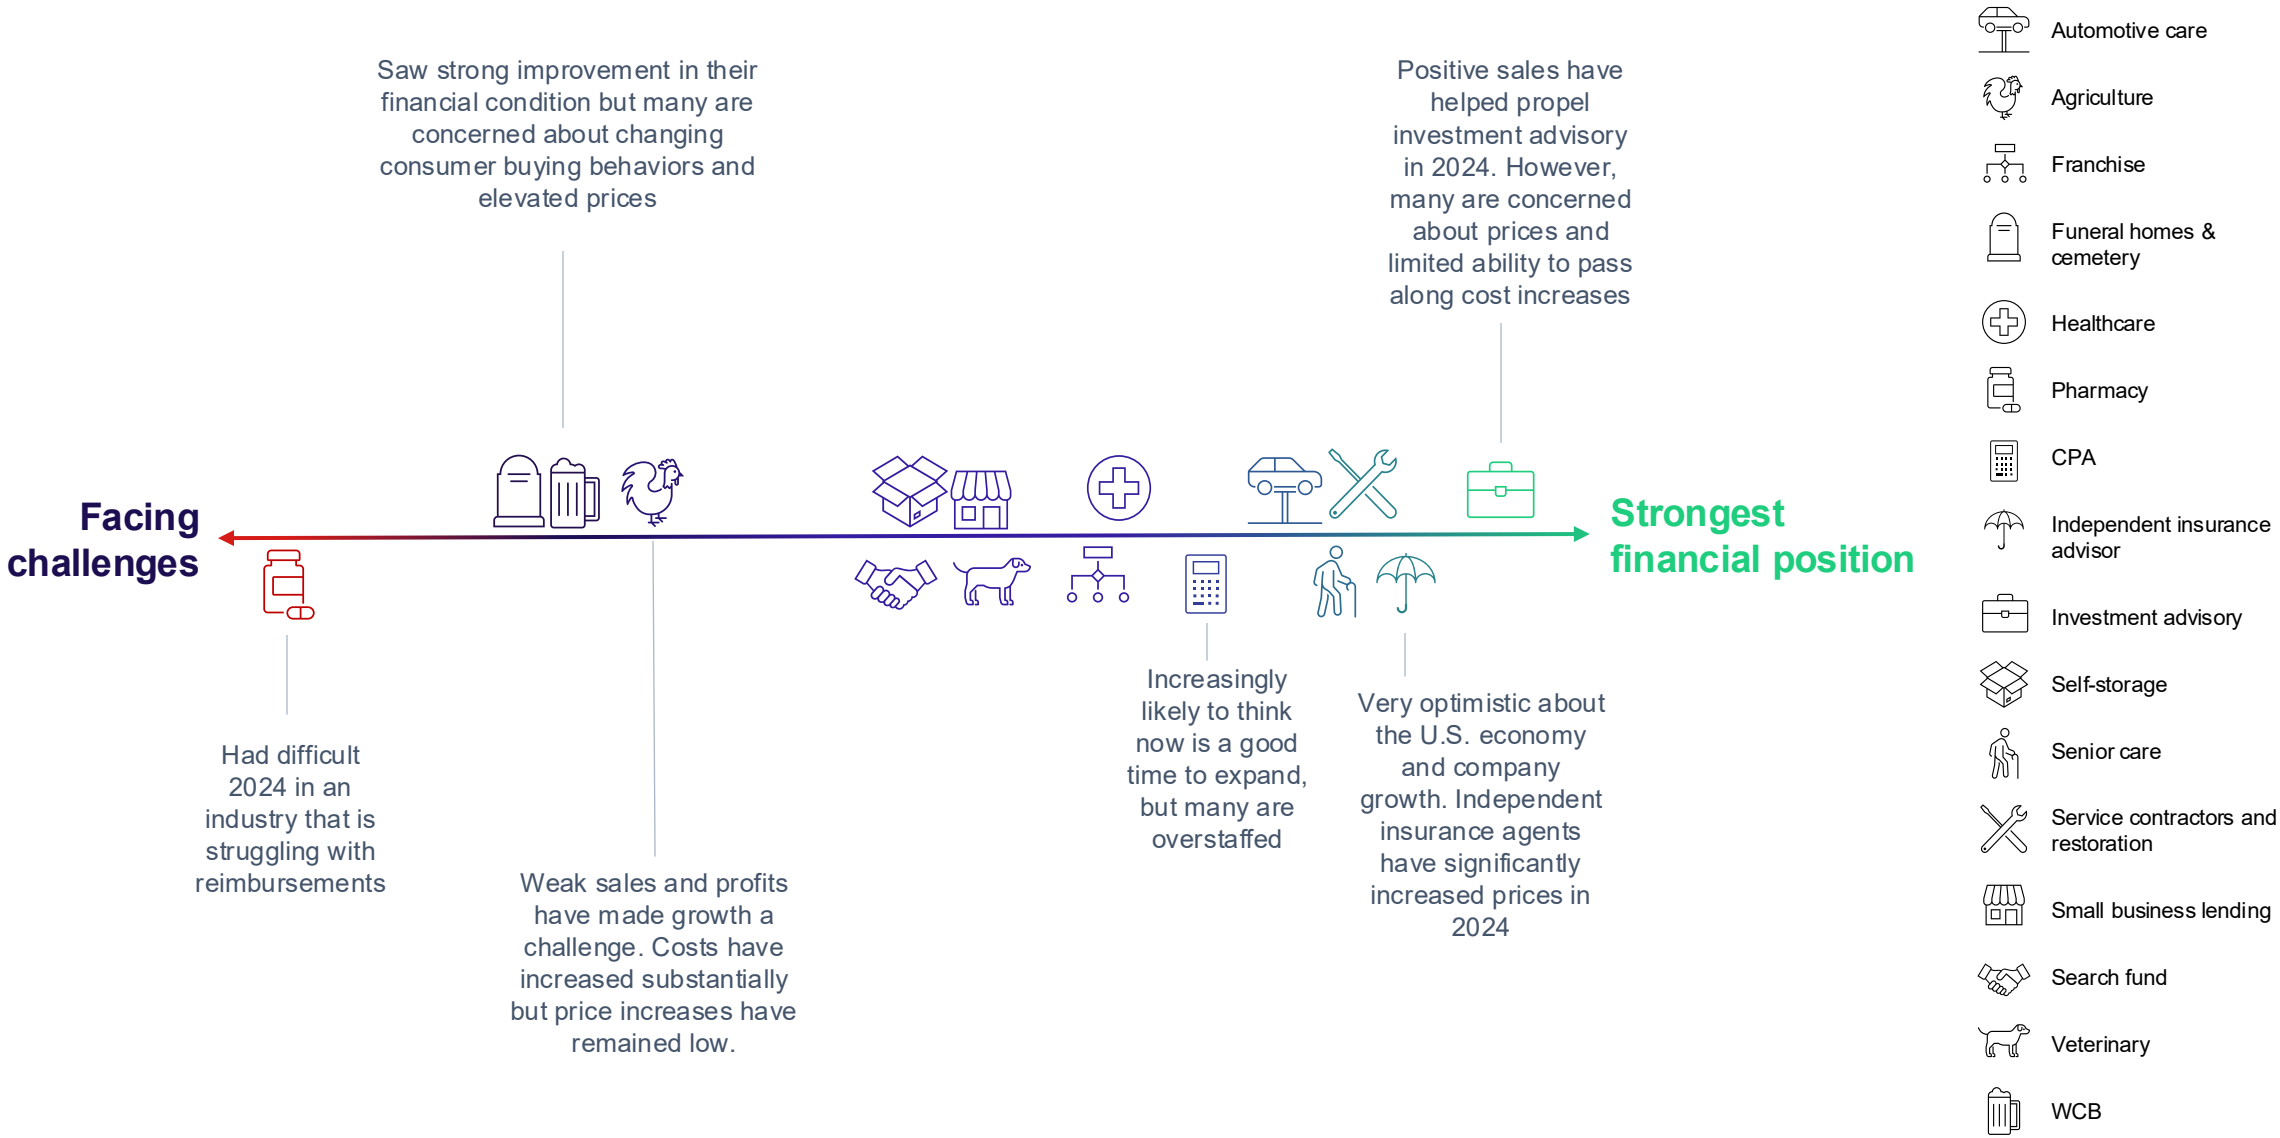 Saw strong improvement in their
financial condition but many are
concerned about changing
consumer buying behaviors and
elevated prices
Positive sales have
helped propel
investment advisory
in 2024. However,
many are concerned
about prices and
limited ability to pass
along cost increases
Facing
challenges
Strongest
financial position
Had difficult
2024 in an
industry that is
struggling with
reimbursements
Weak sales and profits
have made growth a
challenge. Costs have
increased substantially
but price increases have
remained low.
Increasingly
likely to think
now is a good
time to expand,
but many are
overstaffed
Very optimistic about
the U.S. economy
and company
growth. Independent
insurance agents
have significantly
increased prices in
2024
Automotive care
Agriculture
Franchise
Funeral homes &
cemetery
Healthcare
Pharmacy
CPA
Independent insurance
advisor
Investment advisory
Self-storage
Senior care
Service contractors and
restoration
Small business lending
Search fund
Veterinary
WCB